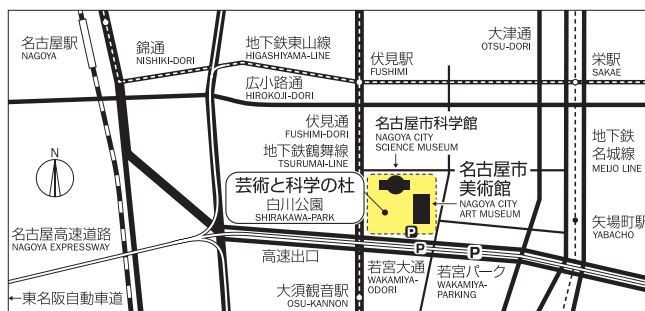 名古屋駅
NAGOYA
錦通
NISHIKI-DORI
地下鉄東山線
HIGASHIYAMA-LINE
伏見駅
FUSHIMI
大津通
OTSU-DORI
栄駅
SAKAE
広小路通
HIROKOJI-DORI
伏見通
FUSHIMI-DORI
名古屋市科学館
NAGOYA CITY
SCIENCE MUSEUM
地下鉄鶴舞線
TSURUMAI-LINE
地下鉄
名城線
MEIJO LINE
N
名古屋市
美術館
NAGOYA CITY
ART MUSEUM
芸術と科学の杜
白川公園
SHIRAKAWA-PARK
矢場町駅
YABACHO
名古屋高速道路
NAGOYA EXPRESSWAY
P
P
P
高速出口
若宮大通
WAKAMIYA-
ODORI
若宮パーク
WAKAMIYA-
PARKING
大須観音駅
OSU-KANNON
←東名阪自動車道